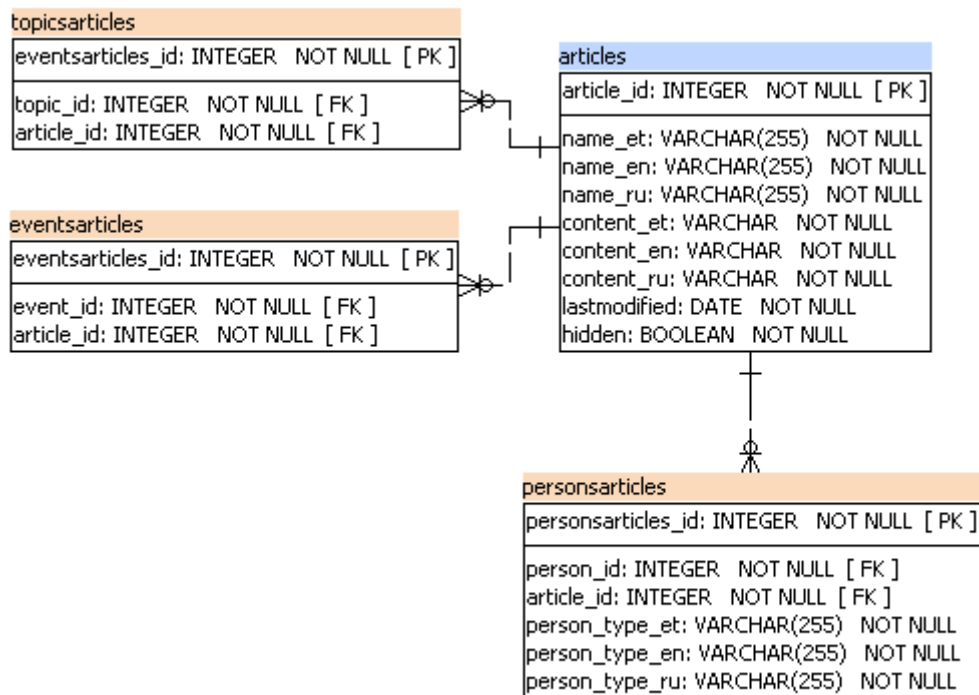 topicsarticles
eventsarticles_id: INTEGER NOT NULL [ PK ]
topic_id: INTEGER NOT NULL [ FK ]
article_id: INTEGER NOT NULL [ FK ]
articles
article_id: INTEGER NOT NULL [ PK ]
name_et: VARCHAR(255) NOT NULL
name_en: VARCHAR(255) NOT NULL
name_ru: VARCHAR(255) NOT NULL
content_et: VARCHAR NOT NULL
content_en: VARCHAR NOT NULL
content_ru: VARCHAR NOT NULL
lastmodified: DATE NOT NULL
hidden: BOOLEAN NOT NULL
eventsarticles
eventsarticles_id: INTEGER NOT NULL [ PK ]
event_id: INTEGER NOT NULL [ FK ]
article_id: INTEGER NOT NULL [ FK ]
personsarticles
personsarticles_id: INTEGER NOT NULL [ PK ]
person_id: INTEGER NOT NULL [ FK ]
article_id: INTEGER NOT NULL [ FK ]
person_type_et: VARCHAR(255) NOT NULL
person_type_en: VARCHAR(255) NOT NULL
person_type_ru: VARCHAR(255) NOT NULL